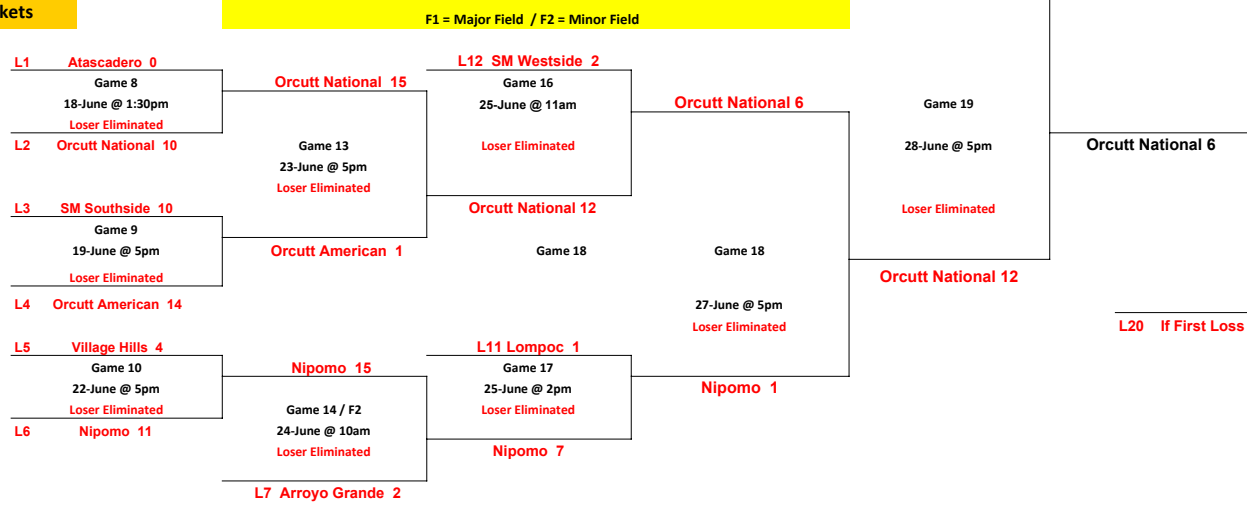 kets
F1 = Major Field / F2 = Minor Field
L1 Atascadero 0
Game 8
18-June @ 1:30pm
Loser Eliminated
L2 Orcutt National 10
L3 SM Southside 10
Game 9
19-June @ 5pm
Loser Eliminated
L4 Orcutt American 14
L5 Village Hills 4
Game 10
22-June @ 5pm
Loser Eliminated
L6 Nipomo 11
Orcutt National 15
Game 13
23-June @ 5pm
Loser Eliminated
Orcutt American 1
Nipomo 15
Game 14 / F2
24-June @ 10am
Loser Eliminated
L7 Arroyo Grande 2
L12 SM Westside 2
Game 16
25-June @ 11am
Loser Eliminated
Orcutt National 12
Game 18
L11 Lompoc 1
Game 17
25-June @ 2pm
Loser Eliminated
Nipomo 7
Orcutt National 6
Game 18
27-June @ 5pm
Loser Eliminated
Nipomo 1
Game 19
28-June @ 5pm
Loser Eliminated
Orcutt National 12
Orcutt National 6
L20 If First Loss